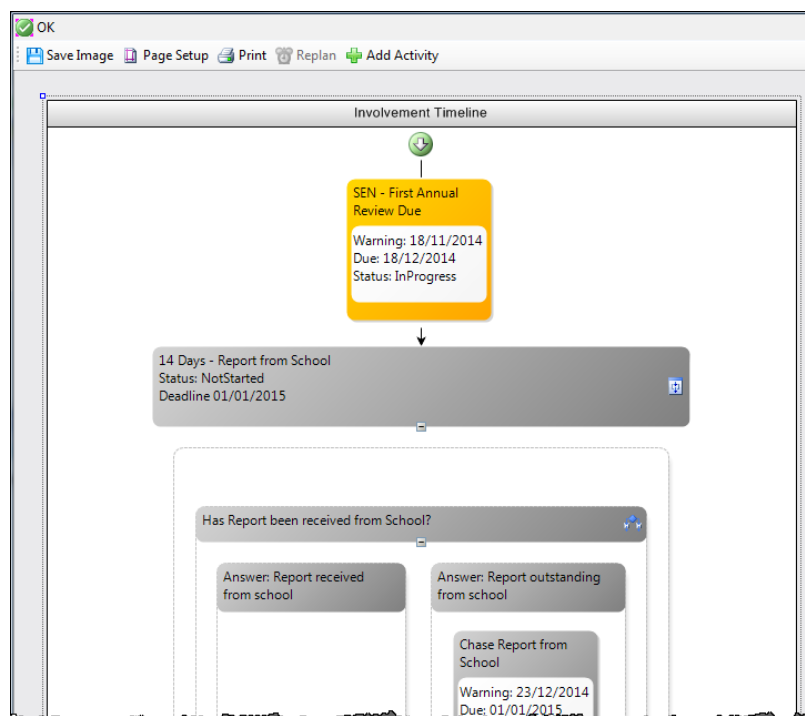 OK
Save Image Page Setup Print Replan Add Activity
Involvement Timeline
SEN - First Annual
Review Due
Warning: 18/11/2014
Due: 18/12/2014
Status: InProgress
14 Days - Report from School
Status: NotStarted
Deadline 01/01/2015
Has Report been received from School?
Answer: Report received
from school
Answer: Report outstanding
from school
Chase Report from
School
Warning: 23/12/2014
Due: 01/01/2015